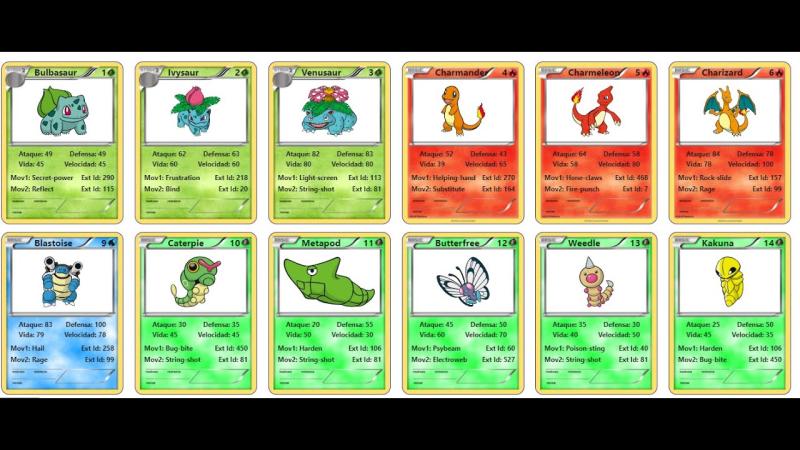 Bulbasaur 1
Ataque: 49 Defensa: 49
Vida: 45 Velocidad: 45
Mov1: Secret-power Ext Id: 290
Mov2: Reflect Ext Id: 115
Ivysaur 2
Ataque: 62 Defensa: 63
Vida: 60 Velocidad: 60
Mov1: Frustration Ext Id: 218
Mov2: Bind Ext Id: 20
Venusaur 3
Ataque: 82 Defensa: 83
Vida: 80 Velocidad: 80
Mov1: Light-screen Ext Id: 113
Mov2: String-shot Ext Id: 81
BASIC Charmander 4
Ataque: 52 Defensa: 43
Vida: 39 Velocidad: 65
Mov1: Helping-hand Ext Id: 270
Mov2: Substitute Ext Id: 164
BASIC Charmeleon 5
Ataque: 64 Defensa: 58
Vida: 58 Velocidad: 80
Mov1: Hone-claws Ext Id: 468
Mov2: Fire-punch Ext Id: 7
BASIC Charizard 6
Ataque: 84 Defensa: 78
Vida: 78 Velocidad: 100
Mov1: Rock-slide Ext Id: 157
Mov2: Rage Ext Id: 99
BASIC Blastoise 9
Ataque: 83 Defensa: 100
Vida: 79 Velocidad: 78
Mov1: Hail Ext Id: 258
Mov2: Rage Ext Id: 99
BASIC Caterpie 10
Ataque: 30 Defensa: 35
Vida: 45 Velocidad: 45
Mov1: Bug-bite Ext Id: 450
Mov2: String-shot Ext Id: 81
BASIC Metapod 11
Ataque: 20 Defensa: 55
Vida: 50 Velocidad: 30
Mov1: Harden Ext Id: 106
Mov2: String-shot Ext Id: 81
BASIC Butterfree 12
Ataque: 45 Defensa: 50
Vida: 60 Velocidad: 70
Mov1: Psybeam Ext Id: 60
Mov2: Electroweb Ext Id: 527
BASIC Weedle 13
Ataque: 35 Defensa: 30
Vida: 40 Velocidad: 50
Mov1: Poison-sting Ext Id: 40
Mov2: String-shot Ext Id: 81
BASIC Kakuna 14
Ataque: 25 Defensa: 50
Vida: 45 Velocidad: 35
Mov1: Harden Ext Id: 106
Mov2: Bug-bite Ext Id: 450